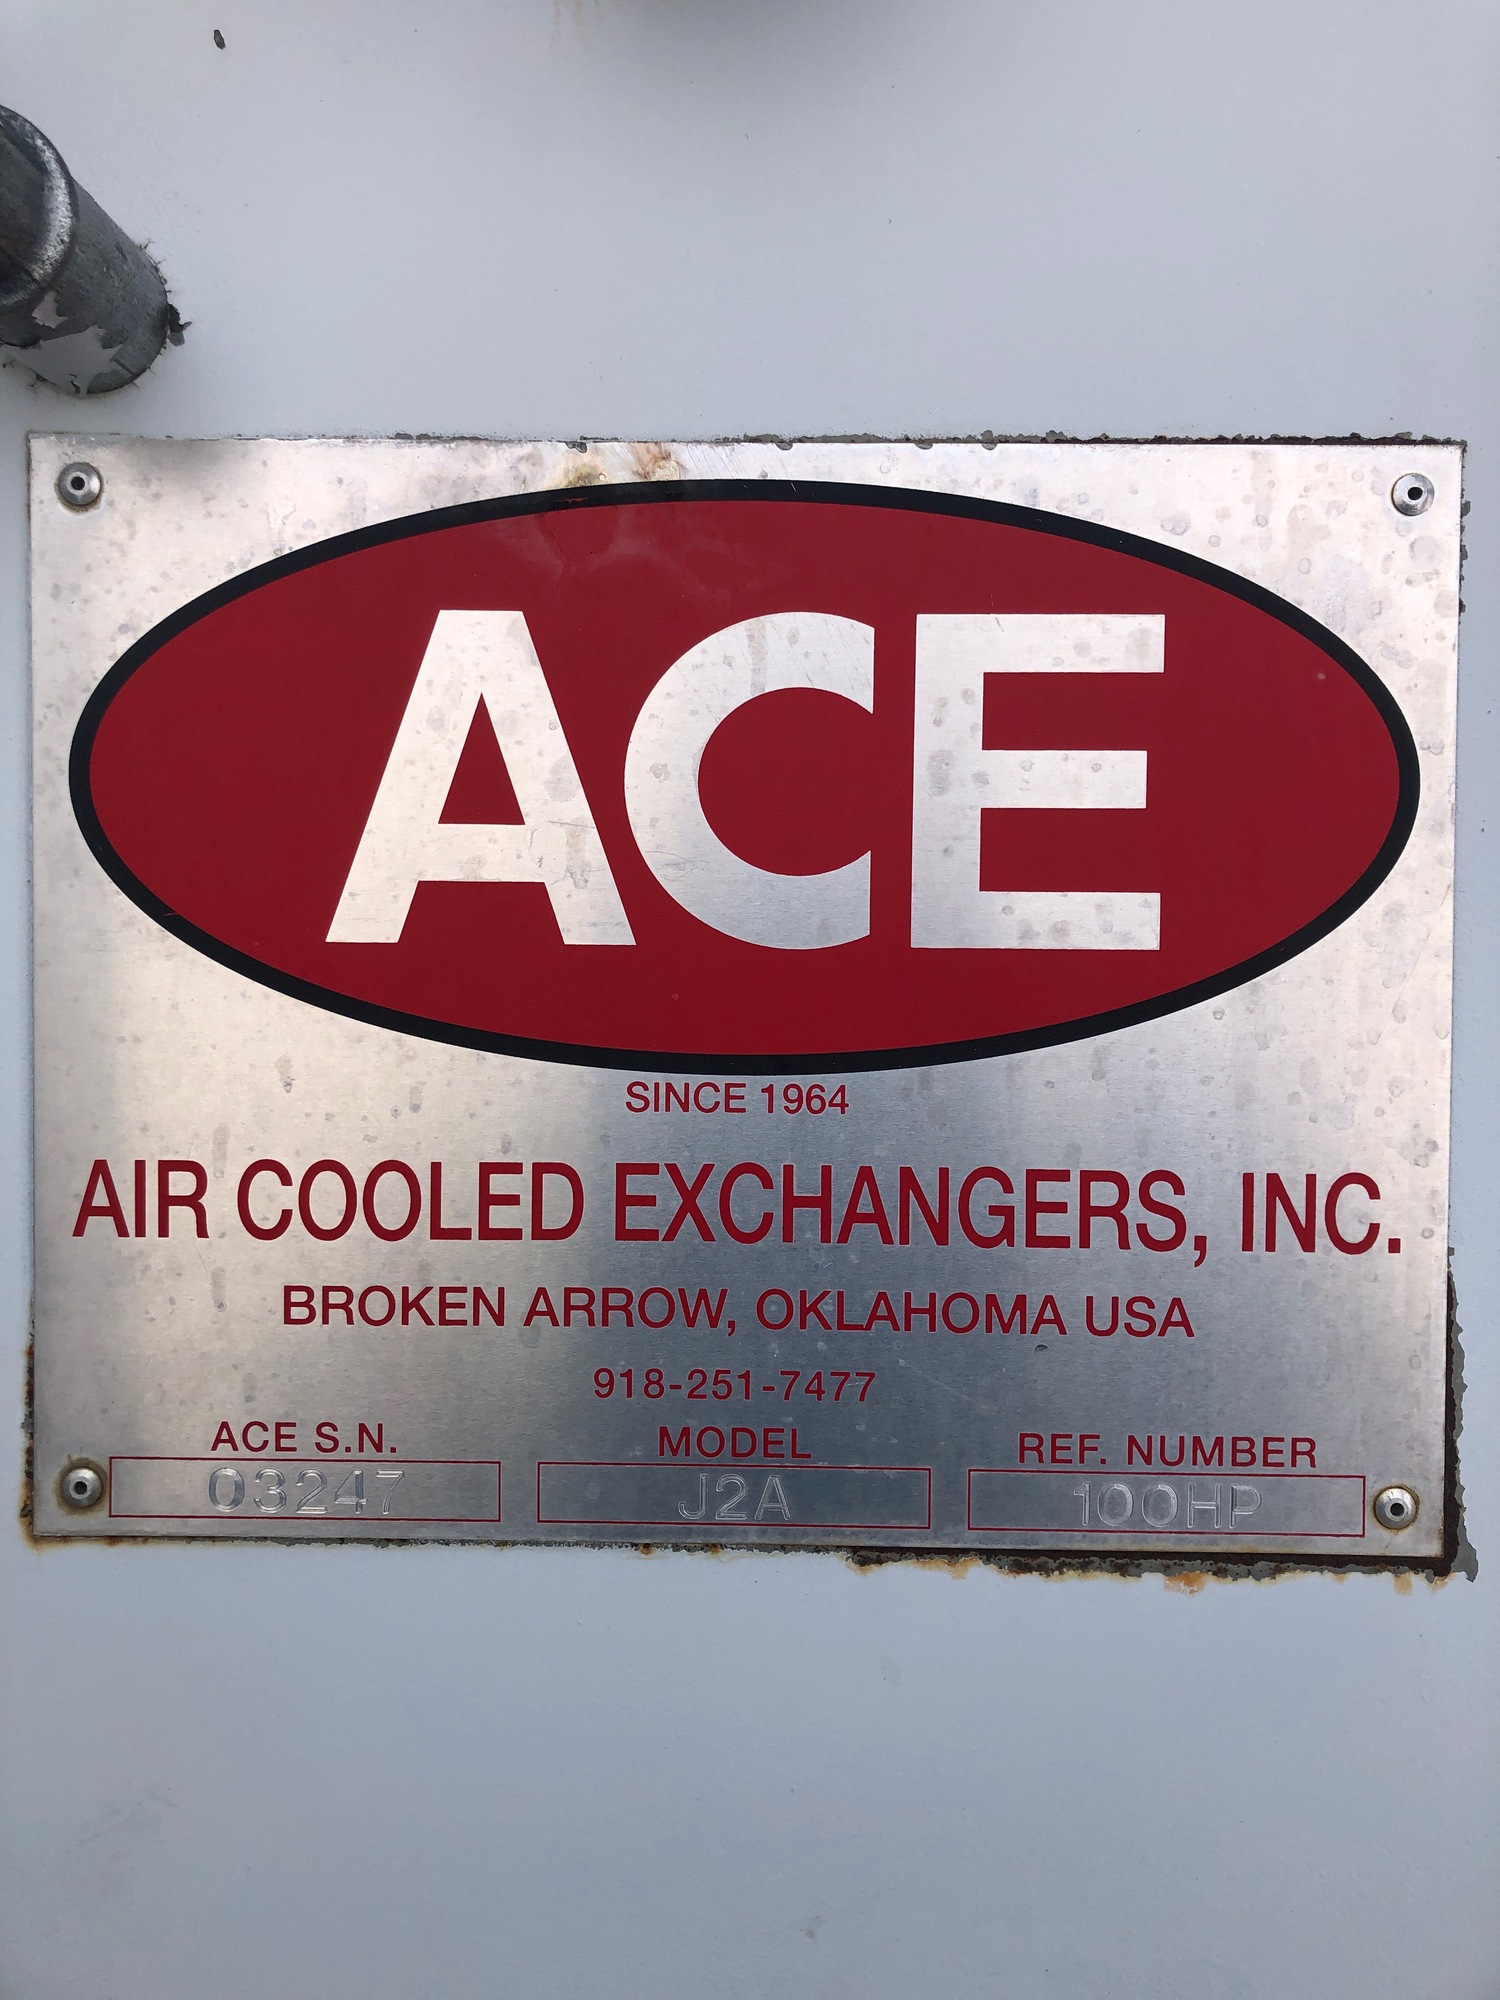 ACE
SINCE 1964
AIR COOLED EXCHANGERS, INC.
BROKEN ARROW, OKLAHOMA USA
918-251-7477
ACE S.N. MODEL REF. NUMBER
03247 J2A 100HP